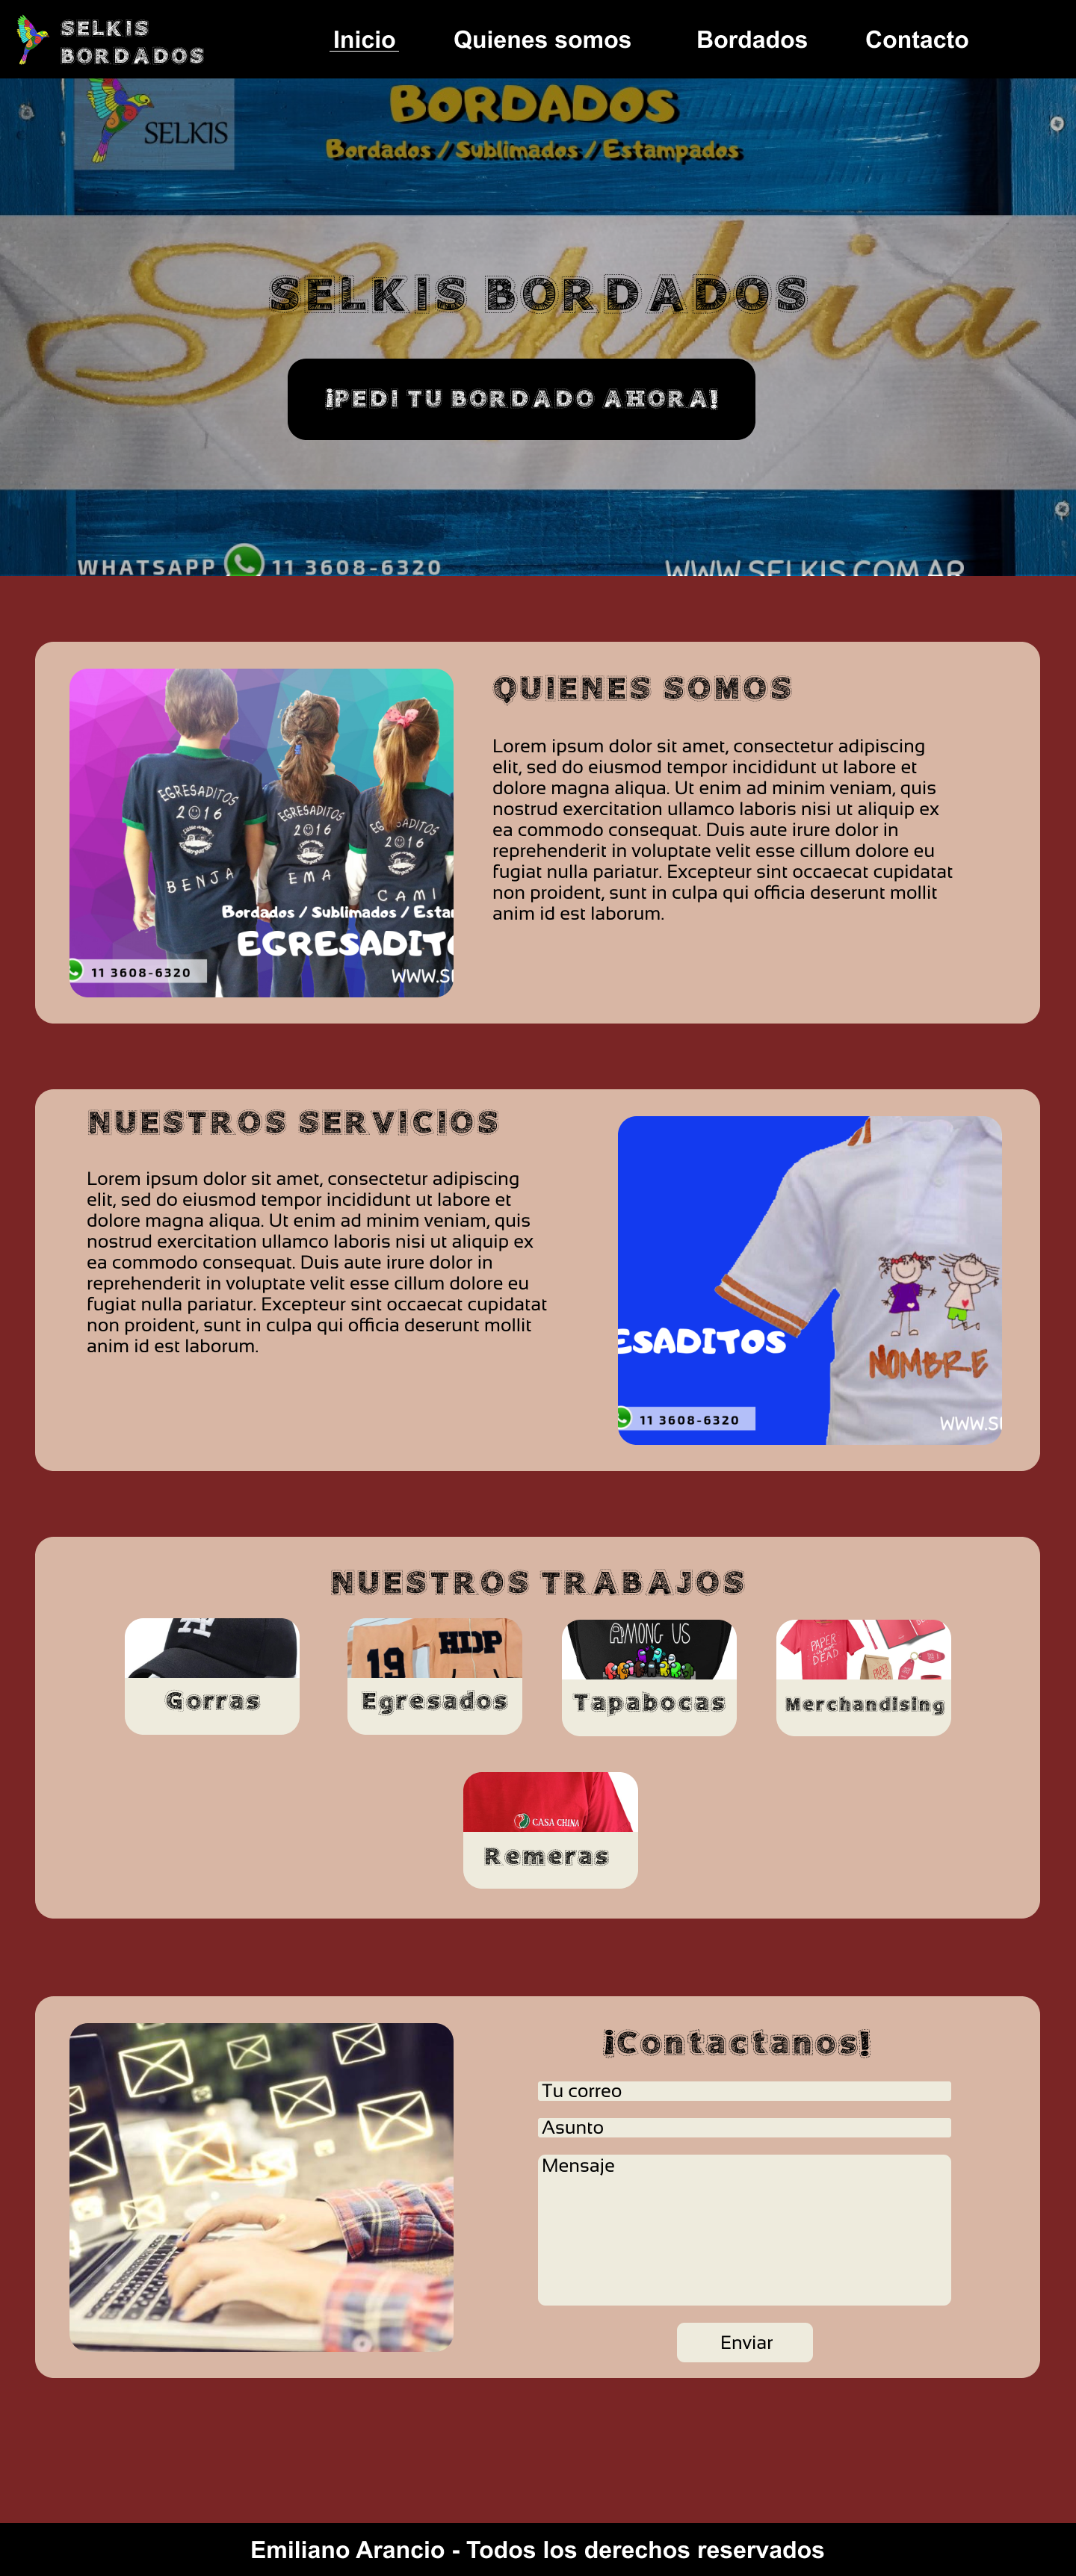 SELKIS
BORDADOS
Inicio
Quienes somos
Bordados
Contacto
SELKIS
BORDADOS
Bordados / Sublimados / Estampados
Sophia
SELKIS BORDADOS
¡PEDI TU BORDADO AHORA!
WHATSAPP 11 3608-6320
WWW.SELKIS.COM.AR
EGRESADITOS
2016
BENJA
EGRESADITOS
2016
EMA
EGRESADITOS
2016
CAMI
Bordados / Sublimados / Estam
EGRESADITO
WWW.SE
11 3608-6320
QUIENES SOMOS
Lorem ipsum dolor sit amet, consectetur adipiscing
elit, sed do eiusmod tempor incididunt ut labore et
dolore magna aliqua. Ut enim ad minim veniam, quis
nostrud exercitation ullamco laboris nisi ut aliquip ex
ea commodo consequat. Duis aute irure dolor in
reprehenderit in voluptate velit esse cillum dolore eu
fugiat nulla pariatur. Excepteur sint occaecat cupidatat
non proident, sunt in culpa qui officia deserunt mollit
anim id est laborum.
NUESTROS SERVICIOS
Lorem ipsum dolor sit amet, consectetur adipiscing
elit, sed do eiusmod tempor incididunt ut labore et
dolore magna aliqua. Ut enim ad minim veniam, quis
nostrud exercitation ullamco laboris nisi ut aliquip ex
ea commodo consequat. Duis aute irure dolor in
reprehenderit in voluptate velit esse cillum dolore eu
fugiat nulla pariatur. Excepteur sint occaecat cupidatat
non proident, sunt in culpa qui officia deserunt mollit
anim id est laborum.
ESADITOS
NOMBRE
11 3608-6320
WWW.SE
NUESTROS TRABAJOS
Gorras
19 HDP
Egresados
AMONG US
Tapabocas
PAPER
DEAD
Merchandising
CASA CHINA
Remeras
¡Contactanos!
Tu correo
Asunto
Mensaje
Enviar
Emiliano Arancio - Todos los derechos reservados